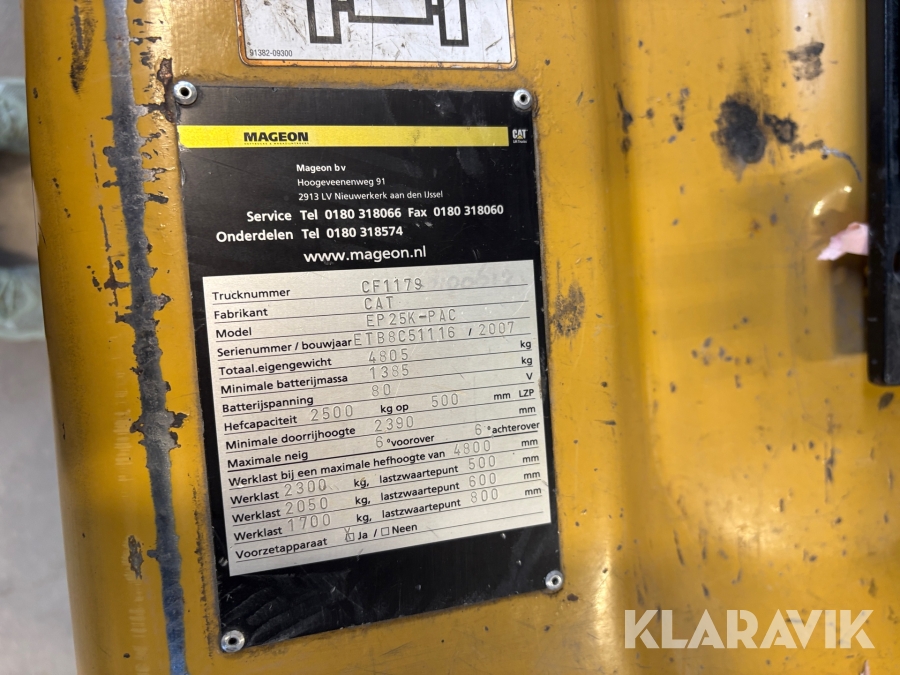 91382-09300
MAGEON
CAT
Mageon bv
Hoogeveenenweg 91
2913 LV Nieuwerkerk aan den IJssel
Service Tel 0180 318066 Fax 0180 318060
Onderdelen Tel 0180 318574
www.mageon.nl
Trucknummer CF1179
Fabrikant CAT
Model EP25K-PAC
Serienummer / bouwjaar ETB8C51116 / 2007
Totaal.eigengewicht 4805 kg
Minimale batterijmassa 1385 kg
Batterijspanning 80 V
Hefcapaciteit 2500 kg op 500 mm LZP
Minimale doorrijhoogte 2390 mm
Maximale neig 6 °voorover 6 °achterover
Werklast bij een maximale hefhoogte van 4800 mm
Werklast 2300 kg, lastzwaartepunt 500 mm
Werklast 2050 kg, lastzwaartepunt 600 mm
Werklast 1700 kg, lastzwaartepunt 800 mm
Voorzetapparaat X Ja / □ Neen
KLARAVIK